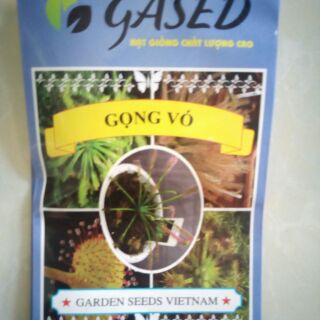 GASED
HẠT GIỐNG CHẤT LƯỢNG CAO
GỌNG VÓ
★ GARDEN SEEDS VIETNAM ★